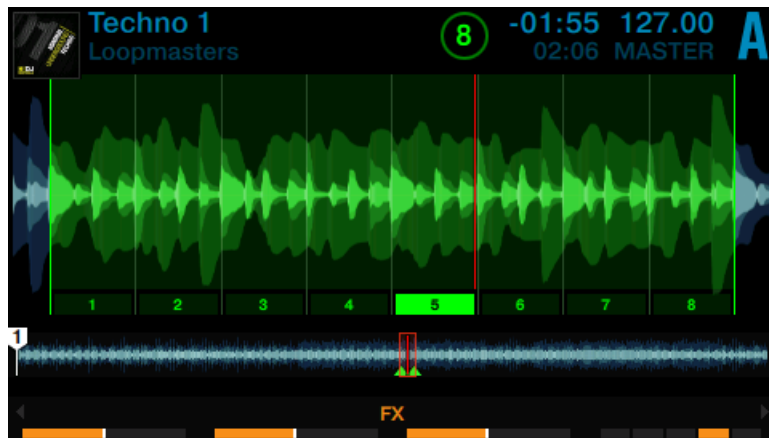 Techno 1
Loopmasters
8
-01:55 127.00
02:06 MASTER
A
1 2 3 4 5 6 7 8
1
FX